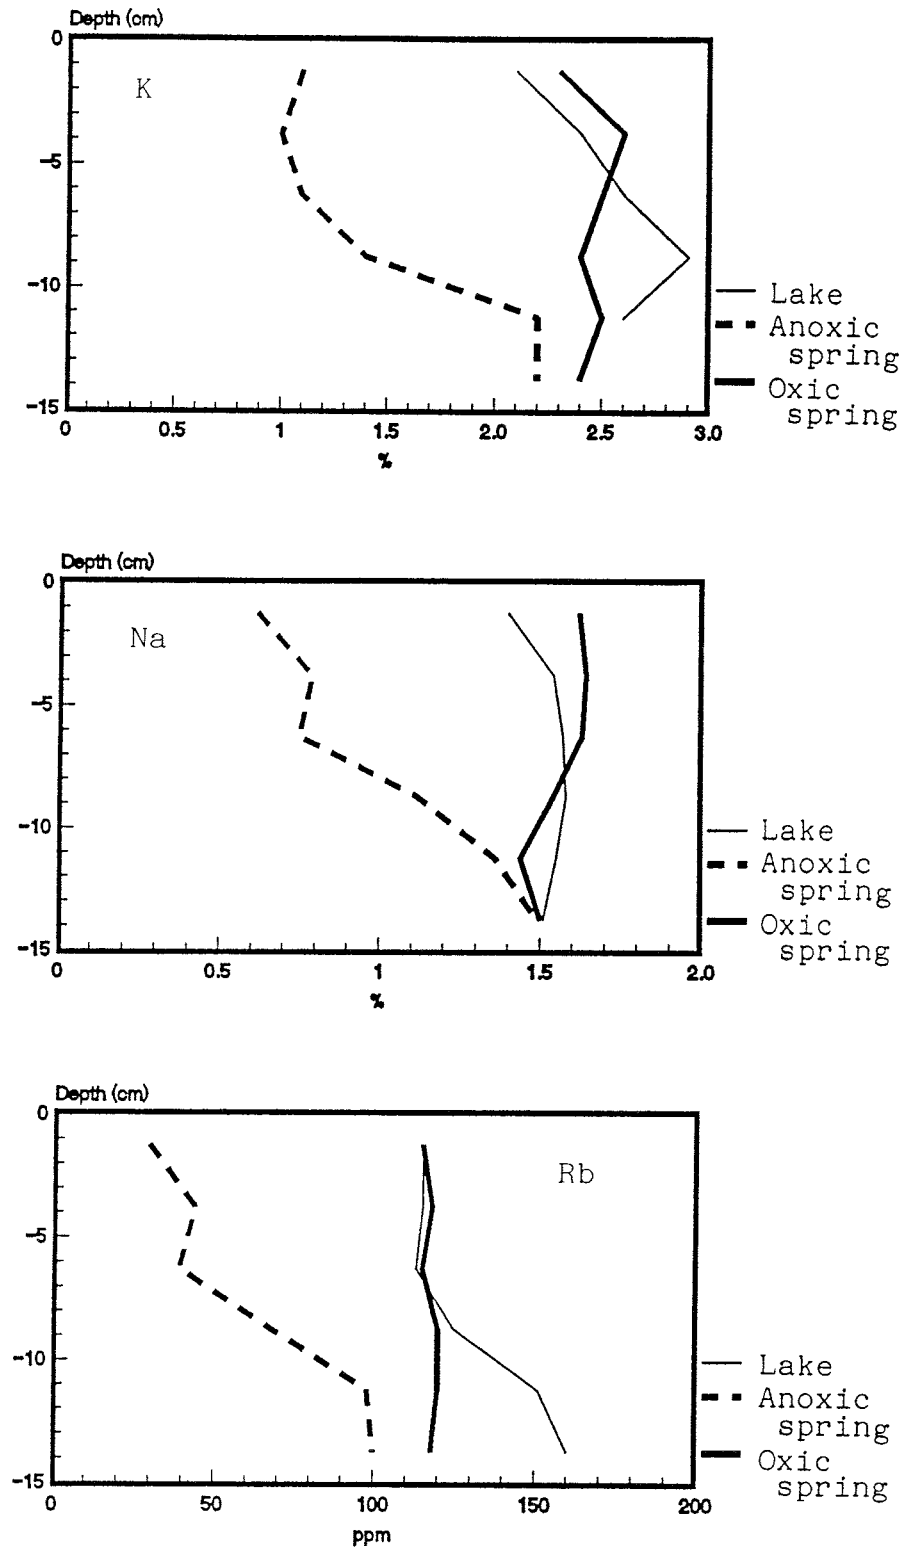 Depth (cm)
0
K
-5
-10
-15
0 0.5 1 1.5 2.0 2.5 3.0
%
Lake
Anoxic
spring
Oxic
spring
Depth (cm)
0
Na
-5
-10
-15
0 0.5 1 1.5 2.0
%
Lake
Anoxic
spring
Oxic
spring
Depth (cm)
0
Rb
-5
-10
-15
0 50 100 150 200
ppm
Lake
Anoxic
spring
Oxic
spring